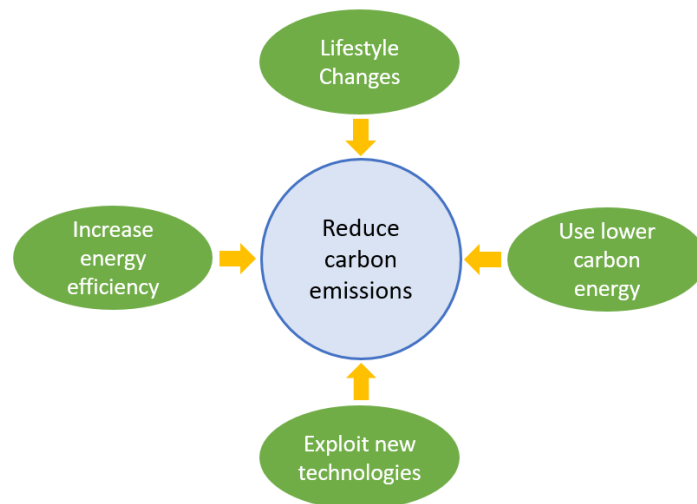 Lifestyle
Changes
Increase
energy
efficiency
Reduce
carbon
emissions
Use lower
carbon
energy
Exploit new
technologies